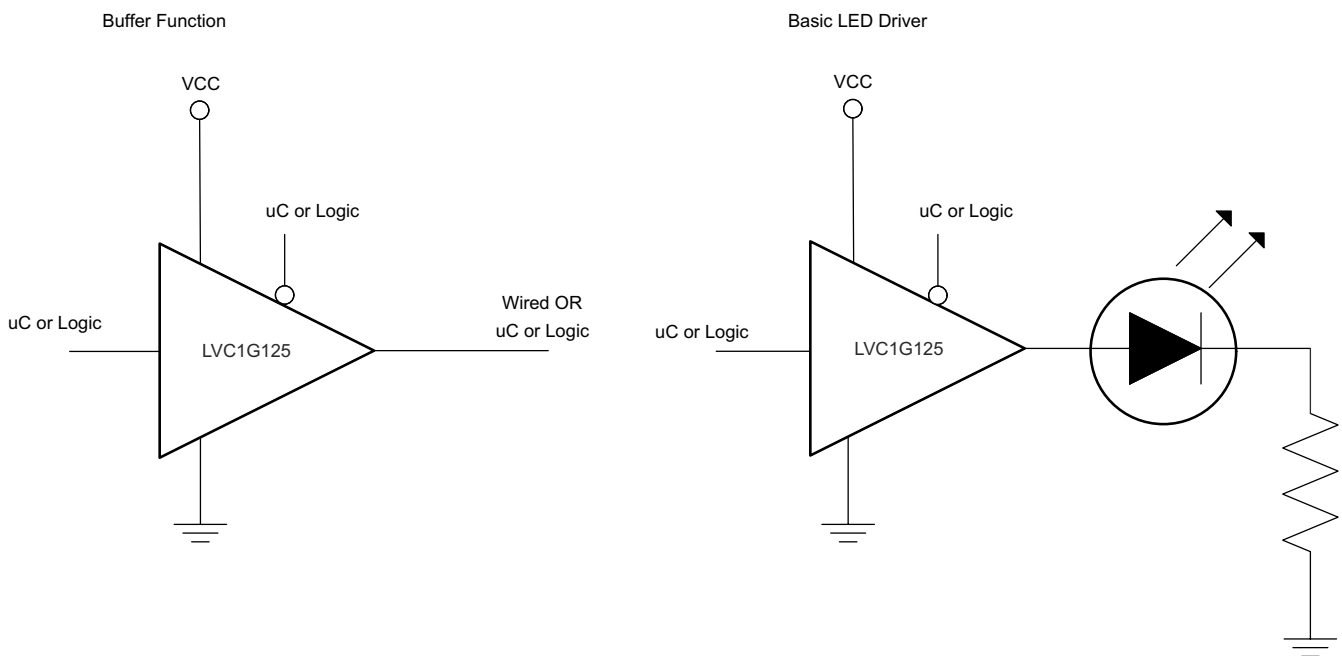 Buffer Function
VCC
uC or Logic
uC or Logic
LVC1G125
Wired OR
uC or Logic
Basic LED Driver
VCC
uC or Logic
uC or Logic
LVC1G125